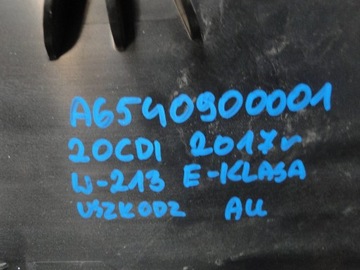 A6540900001
20CDI 2017r
W-213 E-KLASA
USZKODZ AU